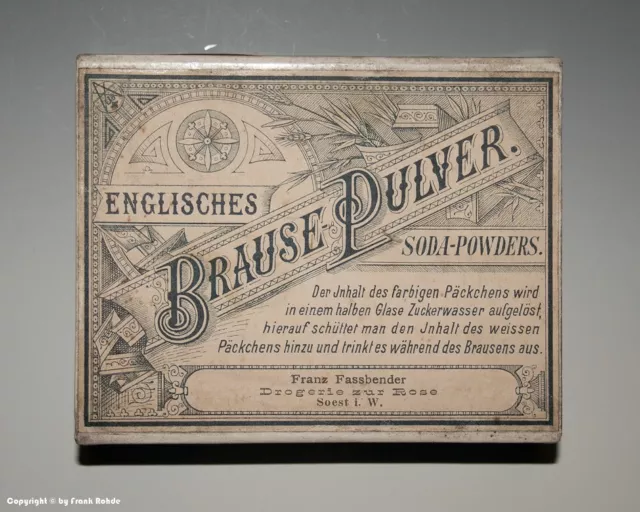 ENGLISCHES
BRAUSE PULVER.
SODA-POWDERS.
Der Jnhalt des farbigen Päckchens wird
in einem halben Glase Zuckerwasser aufgelöst,
hierauf schüttet man den Jnhalt des weissen
Päckchens hinzu und trinkt es während des Brausens aus.
Franz Fassbender
Drogerie zur Rose
Soest i. W.
Copyright © by Frank Rohde